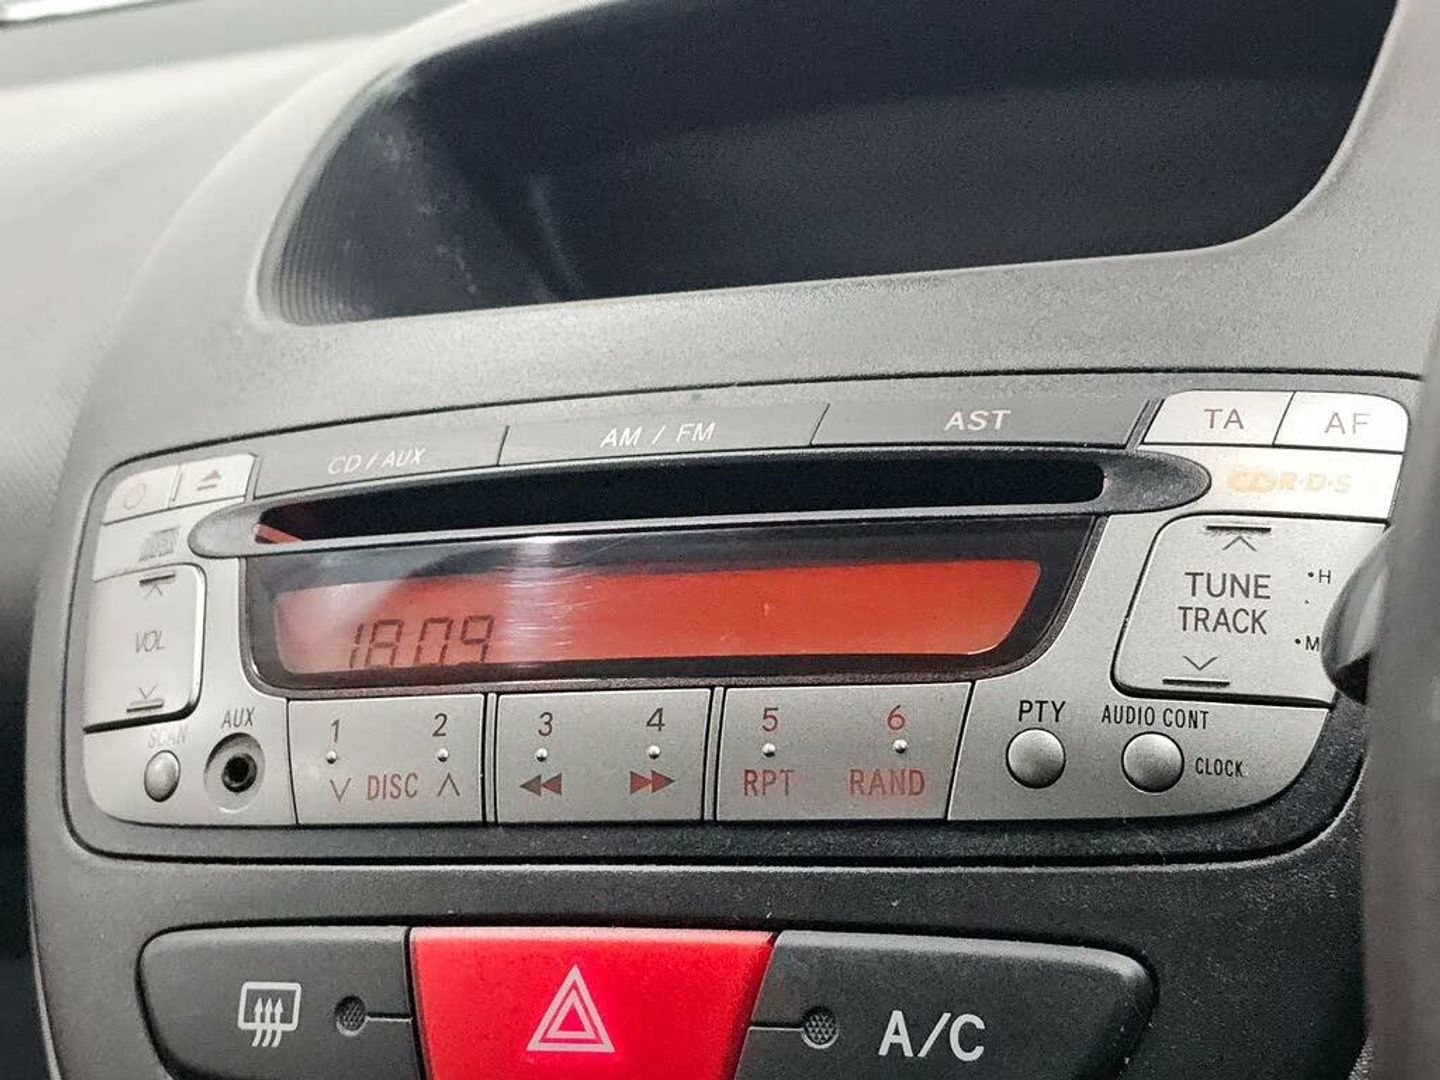 CD / AUX
AM / FM
AST
TA
AF
R·D·S
VOL
18 09
TUNE
TRACK
•H
•M
SCAN
AUX
1
2
3
4
5
6
DISC
RPT
RAND
PTY
AUDIO CONT
CLOCK
A/C